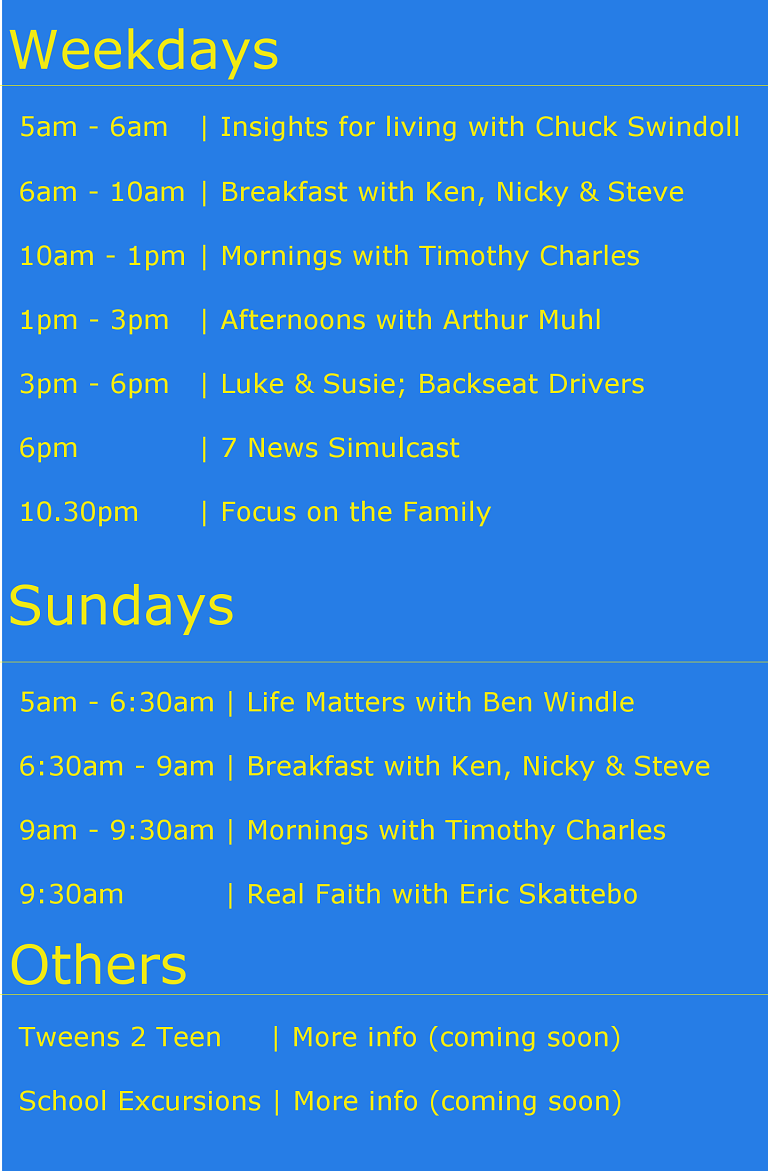 Weekdays
5am - 6am | Insights for living with Chuck Swindoll
6am - 10am | Breakfast with Ken, Nicky & Steve
10am - 1pm | Mornings with Timothy Charles
1pm - 3pm | Afternoons with Arthur Muhl
3pm - 6pm | Luke & Susie; Backseat Drivers
6pm | 7 News Simulcast
10.30pm | Focus on the Family
Sundays
5am - 6:30am | Life Matters with Ben Windle
6:30am - 9am | Breakfast with Ken, Nicky & Steve
9am - 9:30am | Mornings with Timothy Charles
9:30am | Real Faith with Eric Skattebo
Others
Tweens 2 Teen | More info (coming soon)
School Excursions | More info (coming soon)